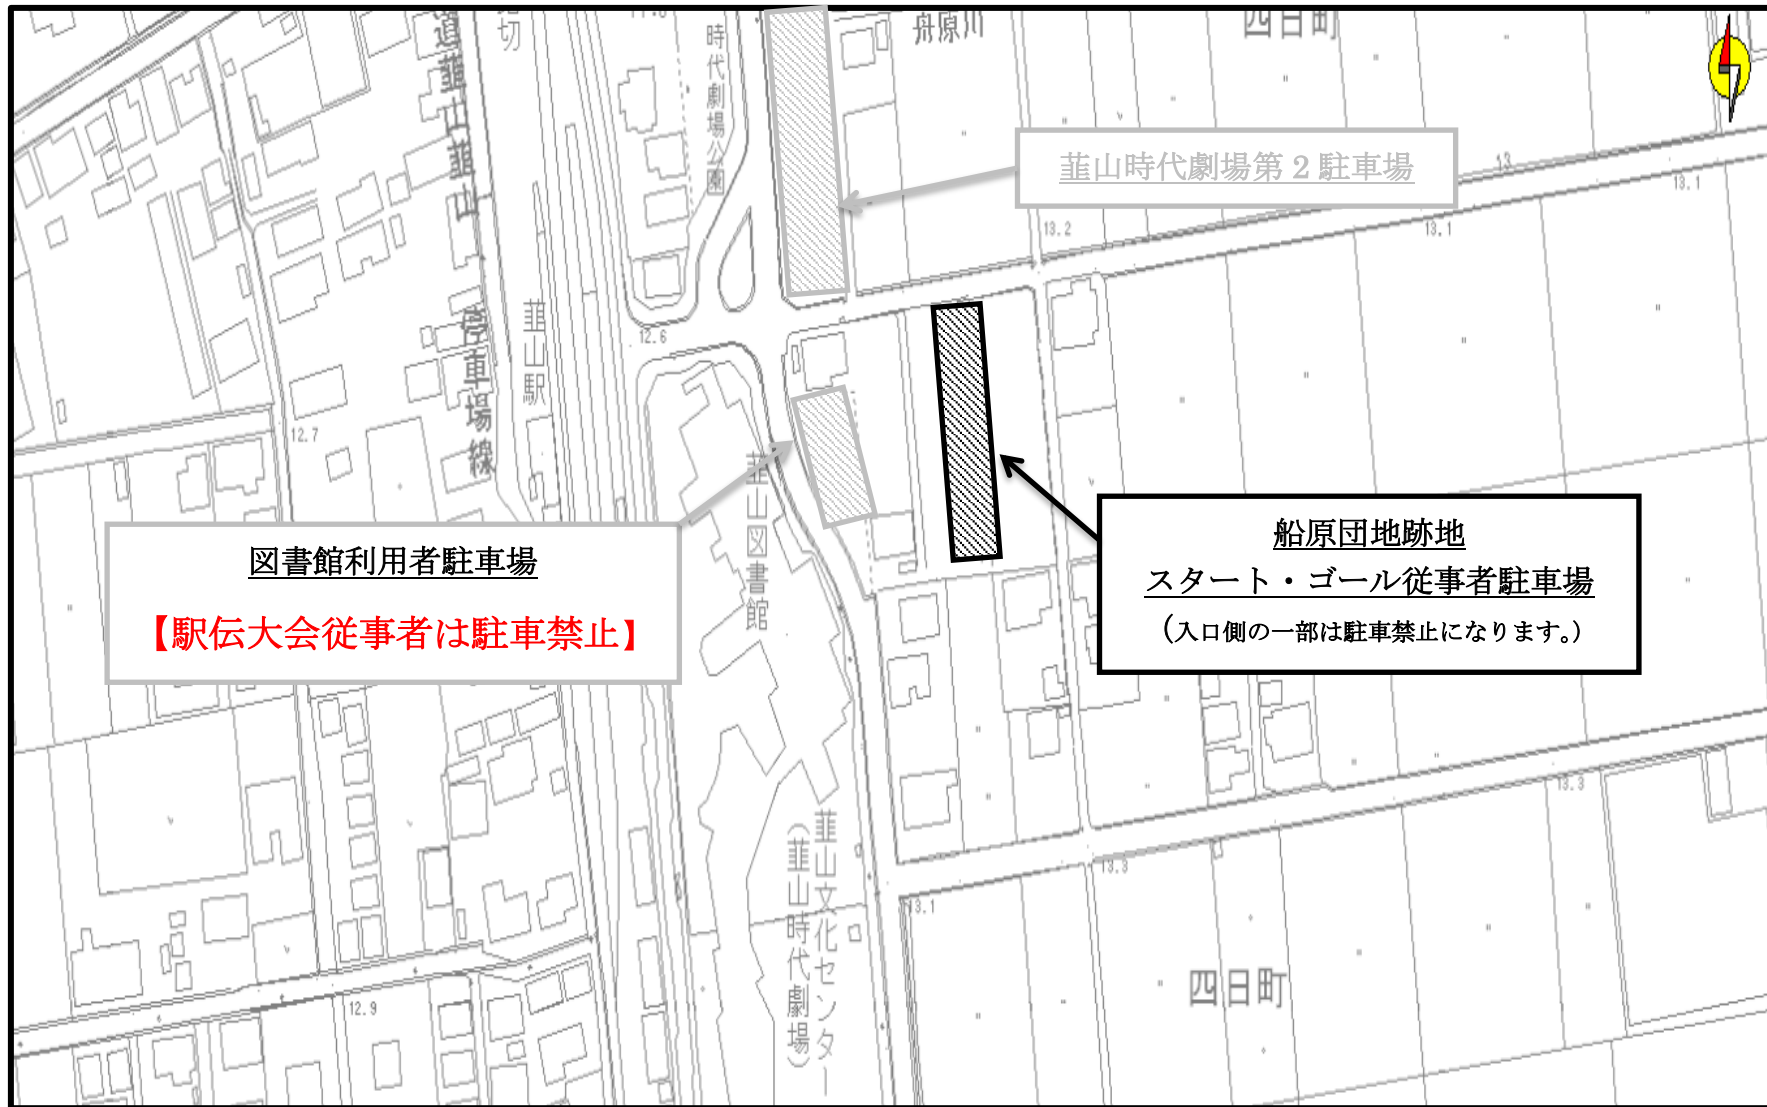 四日町
舟原川
時代劇場公園
韮山時代劇場第2駐車場
13
13.1
13.2
13.1
停車場線
韮山駅
12.6
12.7
韮山図書館
図書館利用者駐車場
【駅伝大会従事者は駐車禁止】
船原団地跡地
スタート・ゴール従事者駐車場
(入口側の一部は駐車禁止になります。)
13.3
13.3
13.1
韮山文化センター
(韮山時代劇場)
四日町
12.9